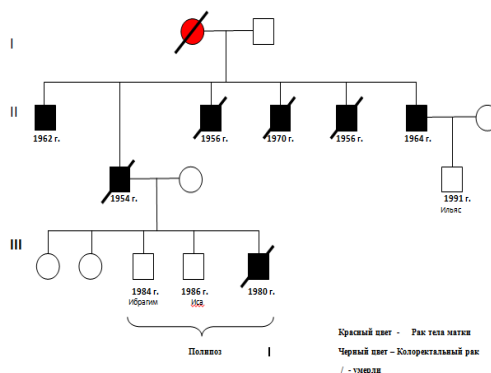 I
II
1962 г.
1956 г.
1970 г.
1956 г.
1964 г.
1954 г.
1991 г.
Ильяс
III
1984 г.
1986 г.
1980 г.
Ибрагим
Иса
Полипоз I
Красный цвет - Рак тела матки
Черный цвет – Колоректальный рак
/ - умерли